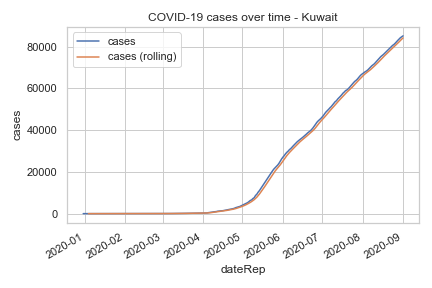 COVID-19 cases over time - Kuwait
cases
cases (rolling)
80000
60000
40000
20000
0
cases
2020-01
2020-02
2020-03
2020-04
2020-05
2020-06
2020-07
2020-08
2020-09
dateRep